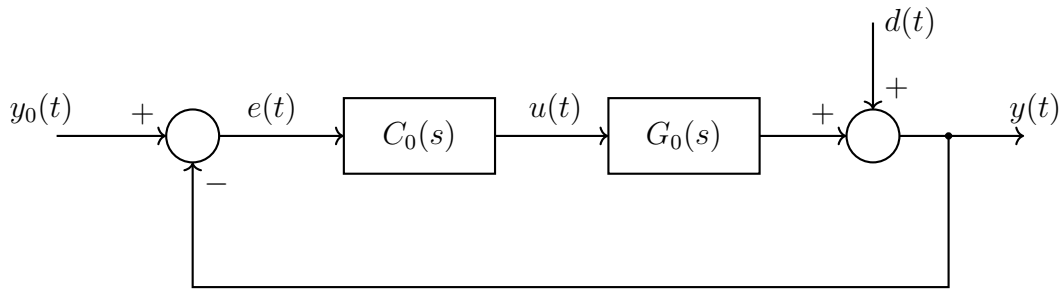 d(t)
y₀(t)
+
e(t)
C₀(s)
u(t)
G₀(s)
+
+
y(t)
−